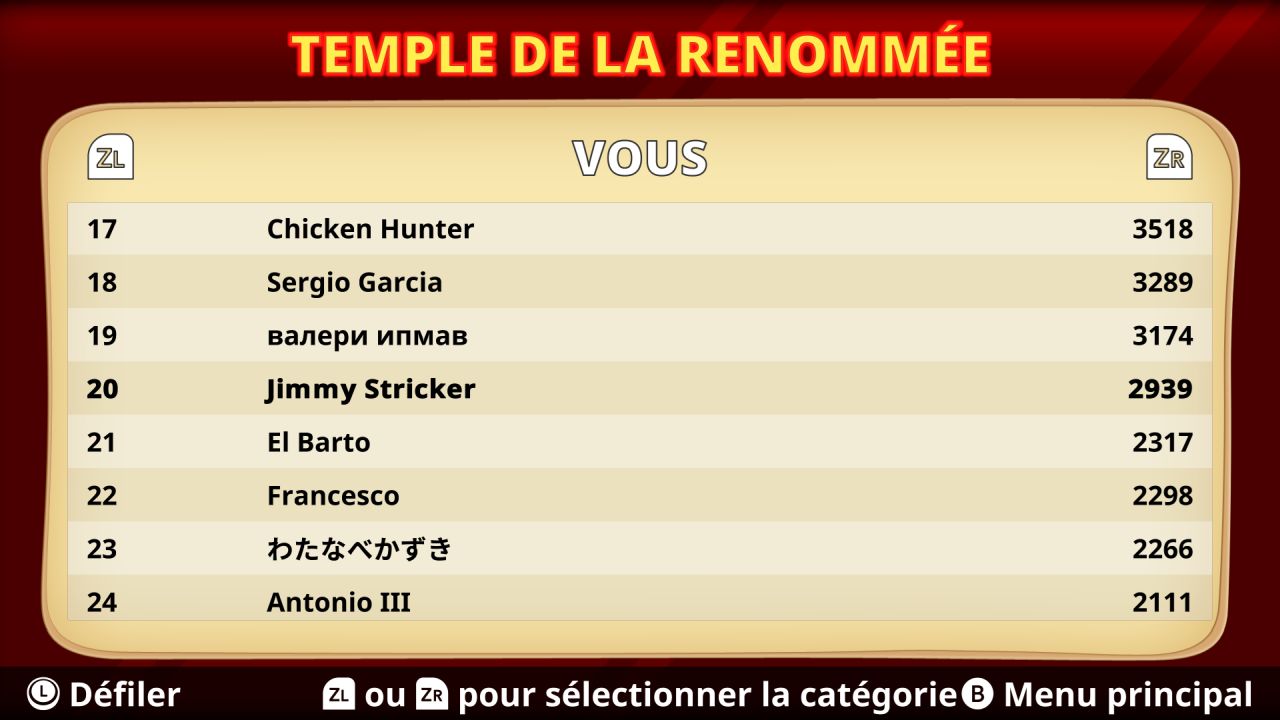 TEMPLE DE LA RENOMMÉE
ZL VOUS ZR
17 Chicken Hunter 3518
18 Sergio Garcia 3289
19 валери ипмав 3174
20 Jimmy Stricker 2939
21 El Barto 2317
22 Francesco 2298
23 わたなべかずき 2266
24 Antonio III 2111
L Défiler ZL ou ZR pour sélectionner la catégorie B Menu principal